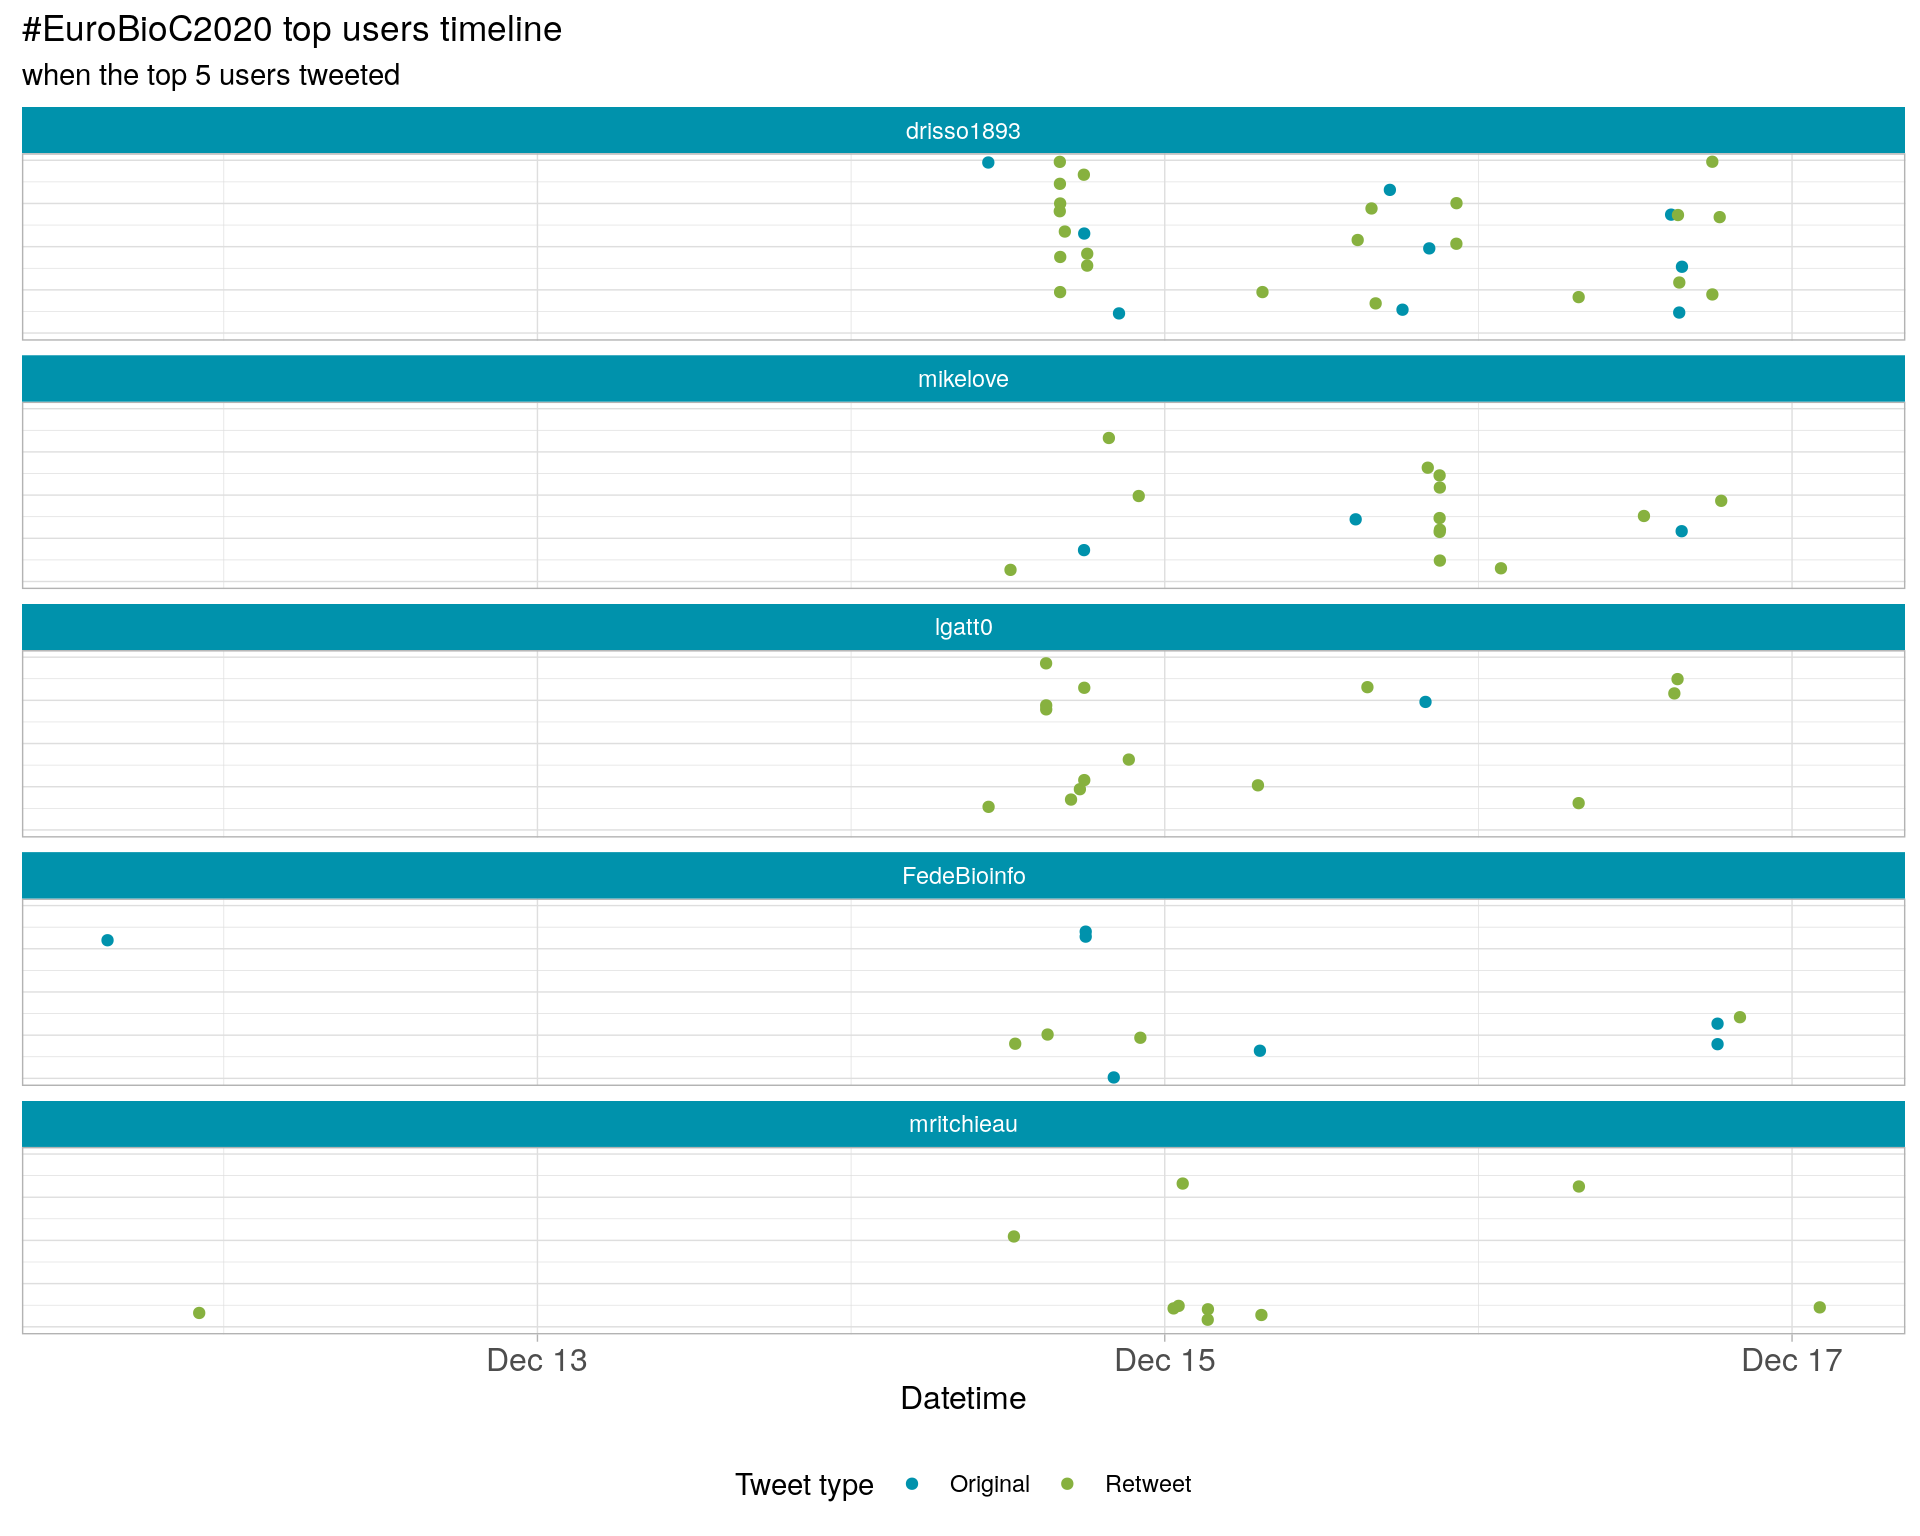 #EuroBioC2020 top users timeline
when the top 5 users tweeted
drisso1893
mikelove
lgatt0
FedeBioinfo
mritchieau
Dec 13 Dec 15 Dec 17
Datetime
Tweet type Original Retweet